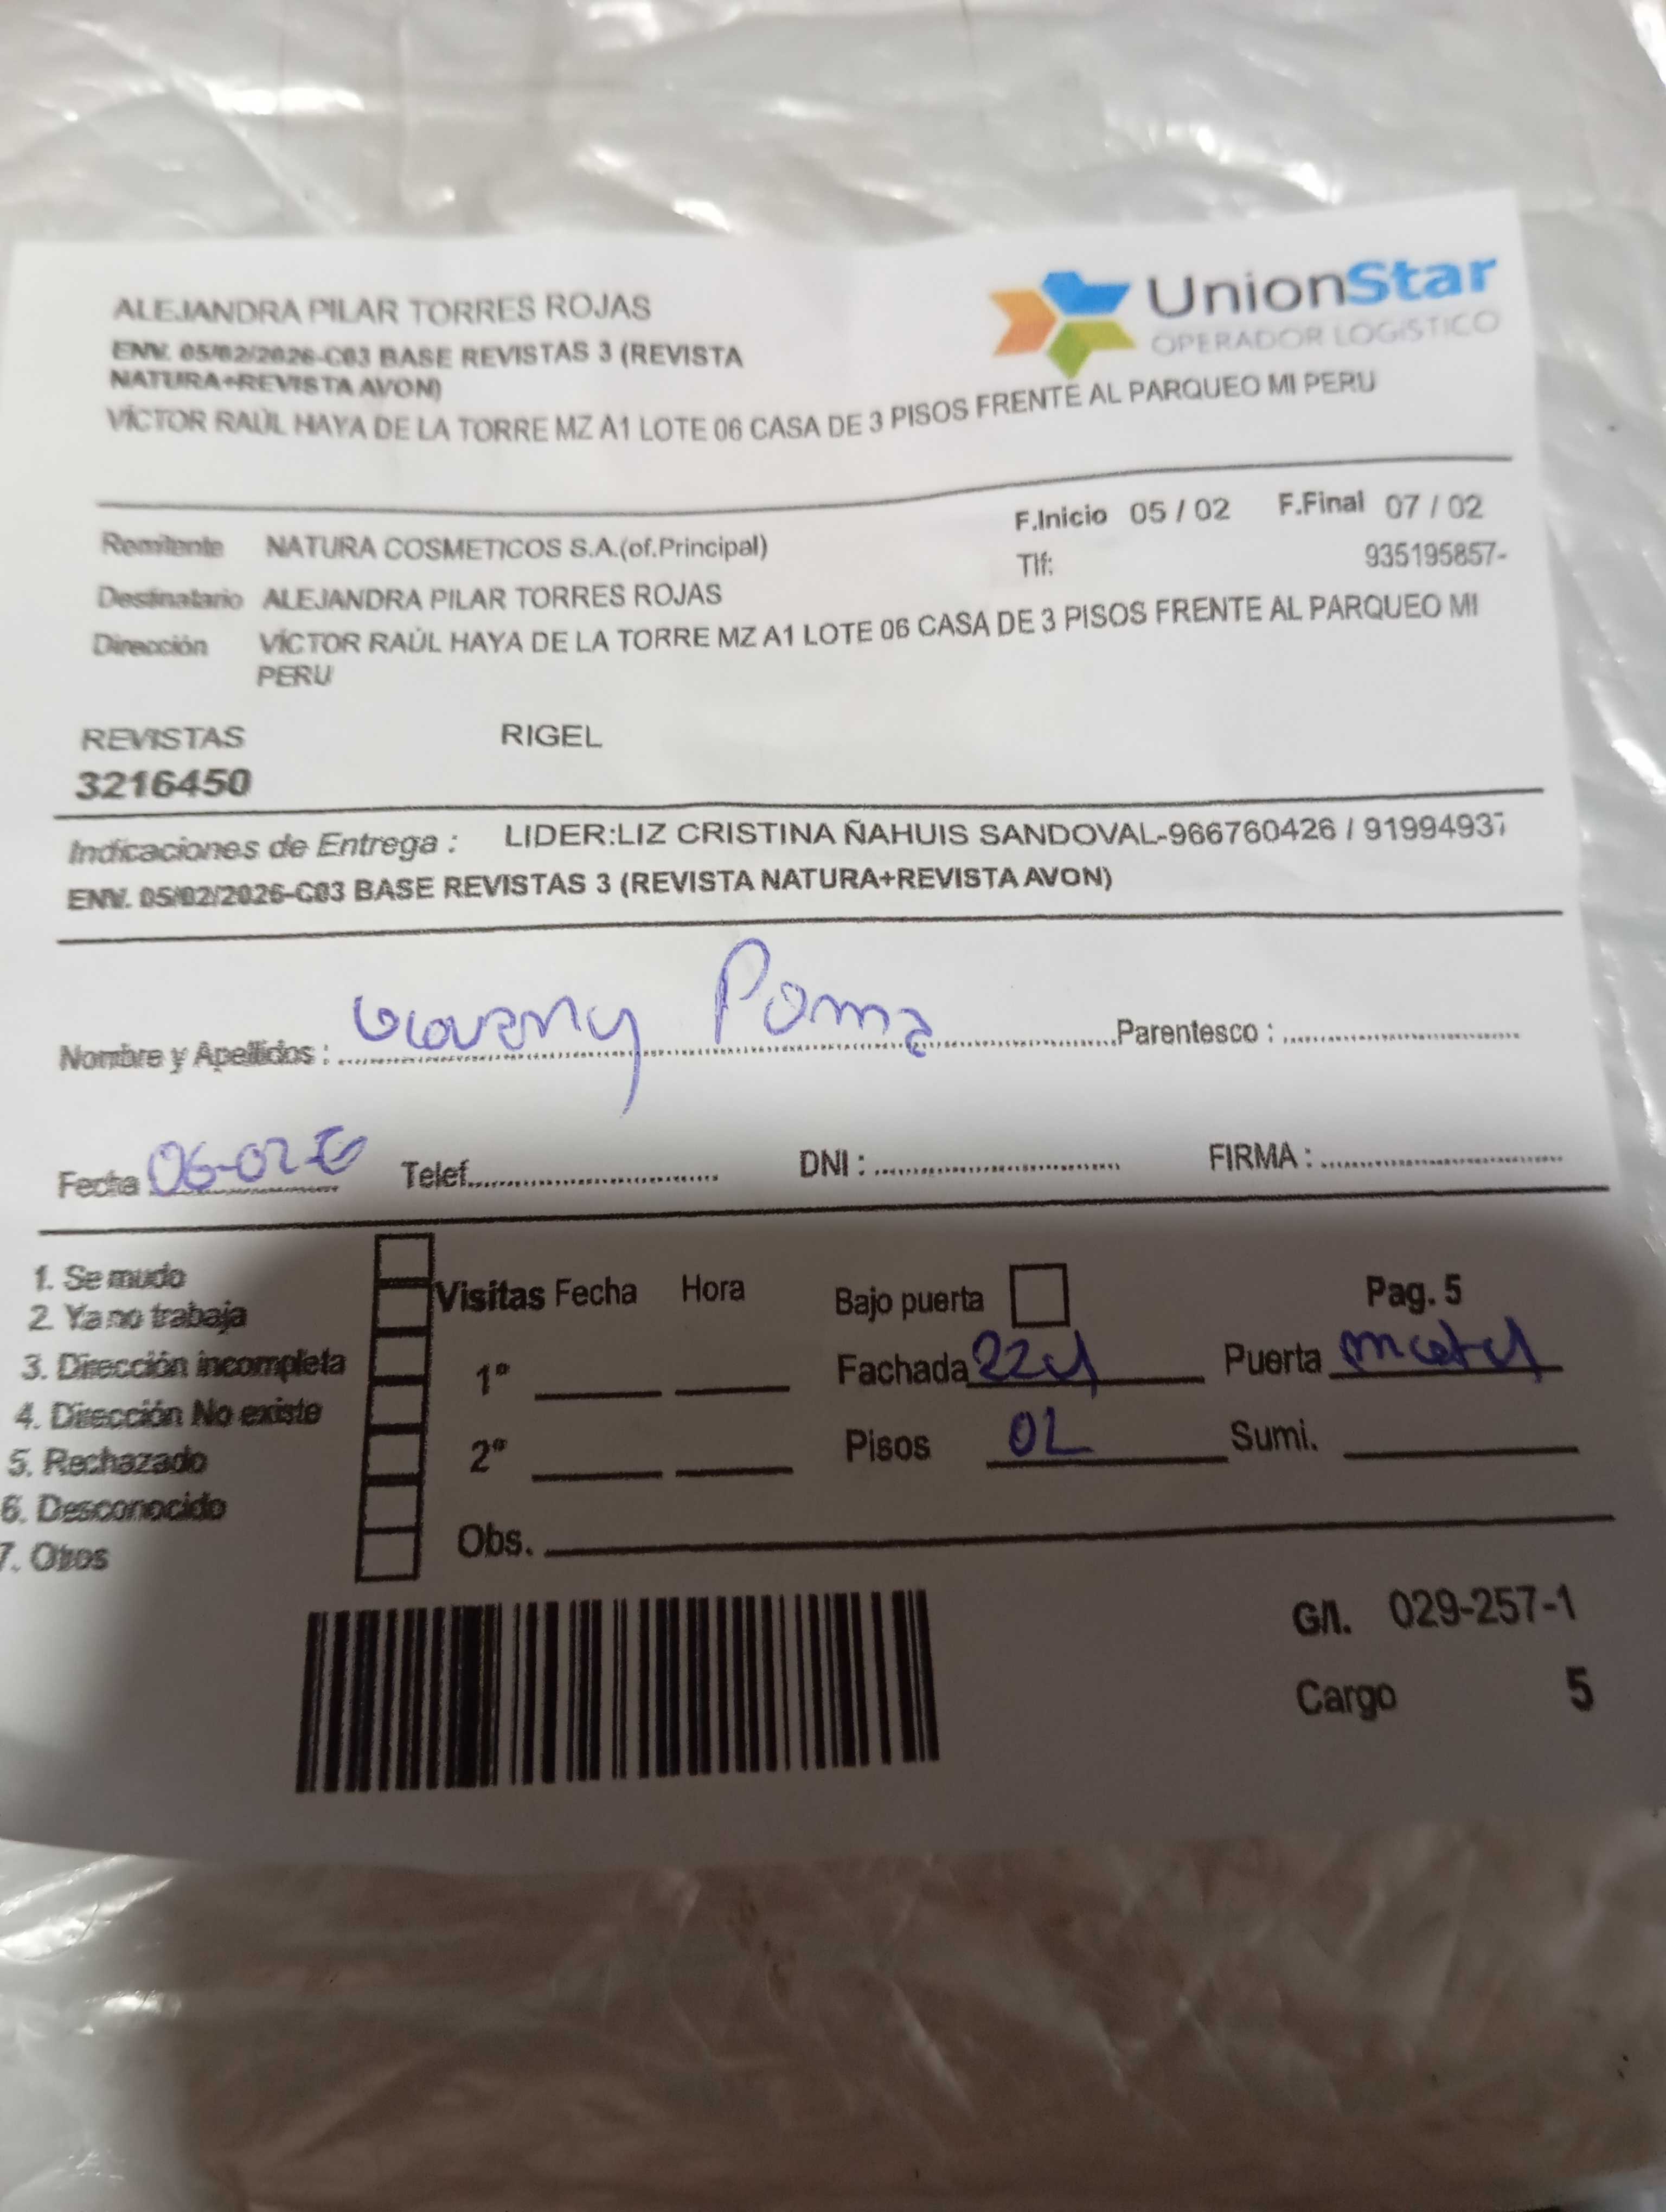 ALEJANDRA PILAR TORRES ROJAS
UnionStar
OPERADOR LOGíSTICO
ENV. 05/02/2026-C03 BASE REVISTAS 3 (REVISTA
NATURA+REVISTA AVON)
VÍCTOR RAÚL HAYA DE LA TORRE MZ A1 LOTE 06 CASA DE 3 PISOS FRENTE AL PARQUEO MI PERU
F.Inicio 05 / 02 F.Final 07 / 02
Remitente NATURA COSMETICOS S.A.(of.Principal)
Tlf: 935195857-
Destinatario ALEJANDRA PILAR TORRES ROJAS
Dirección VÍCTOR RAÚL HAYA DE LA TORRE MZ A1 LOTE 06 CASA DE 3 PISOS FRENTE AL PARQUEO MI
PERU
REVISTAS RIGEL
3216450
Indicaciones de Entrega : LIDER:LIZ CRISTINA ÑAHUIS SANDOVAL-966760426 / 91994937
ENV. 05/02/2026-C03 BASE REVISTAS 3 (REVISTA NATURA+REVISTA AVON)
Nombre y Apellidos : Poma Parentesco :
Fecha 06-02 Telef. DNI : FIRMA :
1. Se mudo
2. Ya no trabaja
3. Dirección incompleta
4. Dirección No existe
5. Rechazado
6. Desconocido
7. Otros
Visitas Fecha Hora
1°
2°
Obs.
Bajo puerta Pag. 5
Fachada Puerta
Pisos 02 Sumi.
G/I. 029-257-1
Cargo 5